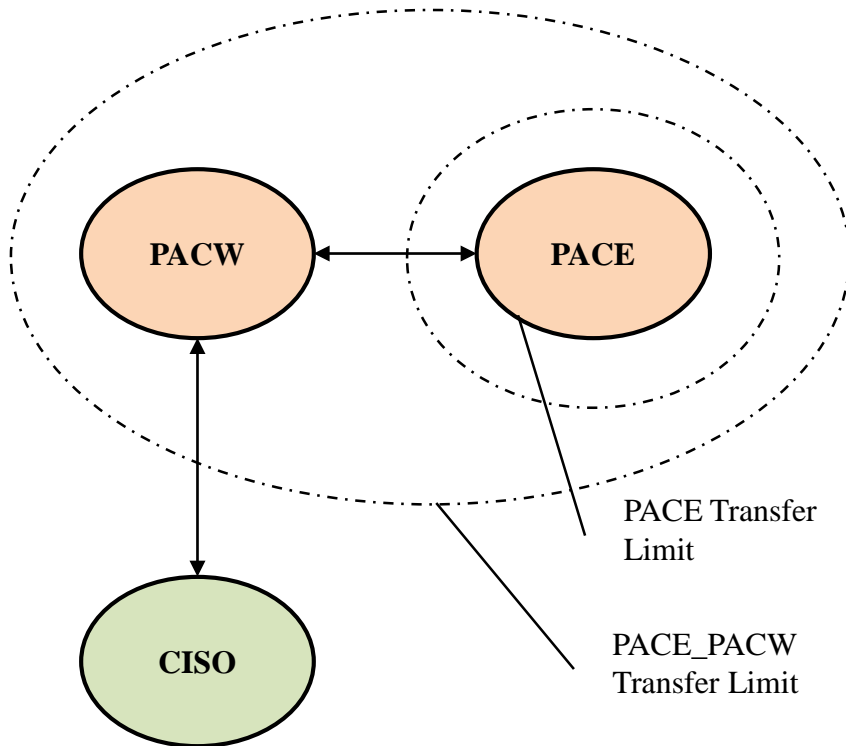 PACW
PACE
PACE Transfer
Limit
PACE_PACW
Transfer Limit
CISO